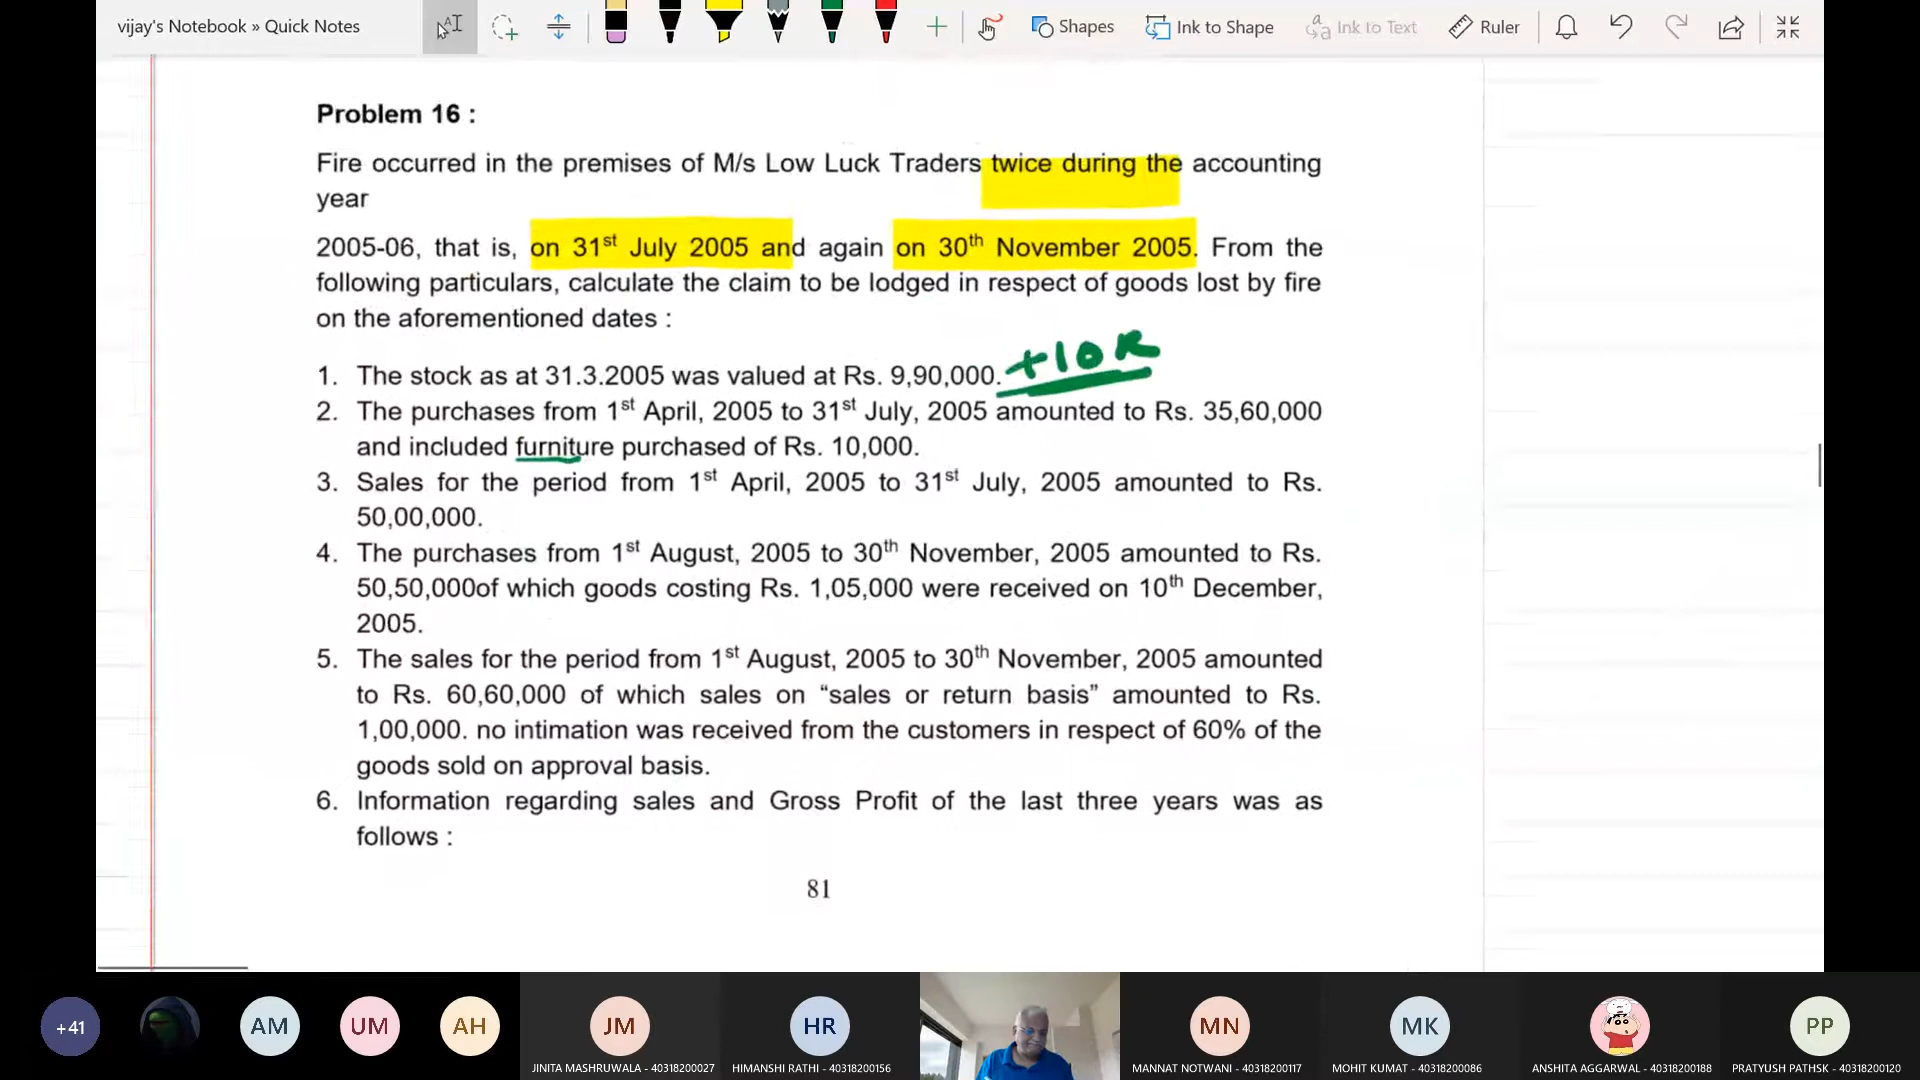 vijay's Notebook » Quick Notes
Shapes
Ink to Shape
Ink to Text
Ruler
Problem 16 :
Fire occurred in the premises of M/s Low Luck Traders twice during the accounting
year
2005-06, that is, on 31st July 2005 and again on 30th November 2005. From the
following particulars, calculate the claim to be lodged in respect of goods lost by fire
on the aforementioned dates :
+10K
1. The stock as at 31.3.2005 was valued at Rs. 9,90,000.
2. The purchases from 1st April, 2005 to 31st July, 2005 amounted to Rs. 35,60,000
and included furniture purchased of Rs. 10,000.
3. Sales for the period from 1st April, 2005 to 31st July, 2005 amounted to Rs.
50,00,000.
4. The purchases from 1st August, 2005 to 30th November, 2005 amounted to Rs.
50,50,000of which goods costing Rs. 1,05,000 were received on 10th December,
2005.
5. The sales for the period from 1st August, 2005 to 30th November, 2005 amounted
to Rs. 60,60,000 of which sales on “sales or return basis” amounted to Rs.
1,00,000. no intimation was received from the customers in respect of 60% of the
goods sold on approval basis.
6. Information regarding sales and Gross Profit of the last three years was as
follows :
81
+41
AM
UM
AH
JM
HR
MN
MK
PP
JINITA MASHRUWALA - 40318200027
HIMANSHI RATHI - 40318200156
MANNAT NOTWANI - 40318200117
MOHIT KUMAT - 40318200086
ANSHITA AGGARWAL - 40318200188
PRATYUSH PATHSK - 40318200120